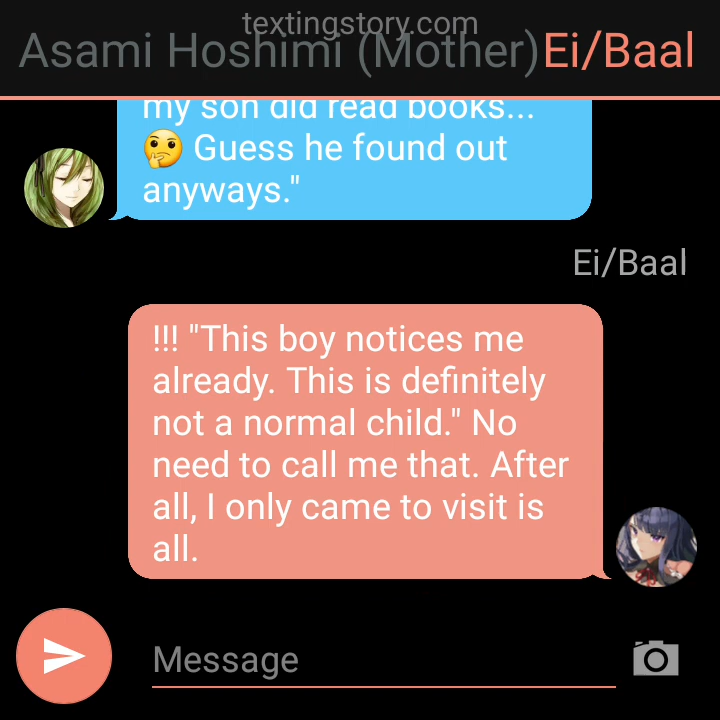 textingstory.com
Asami Hoshimi (Mother) Ei/Baal
my son did read books...
🤔 Guess he found out
anyways."
Ei/Baal
!!! "This boy notices me
already. This is definitely
not a normal child." No
need to call me that. After
all, I only came to visit is
all.
Message